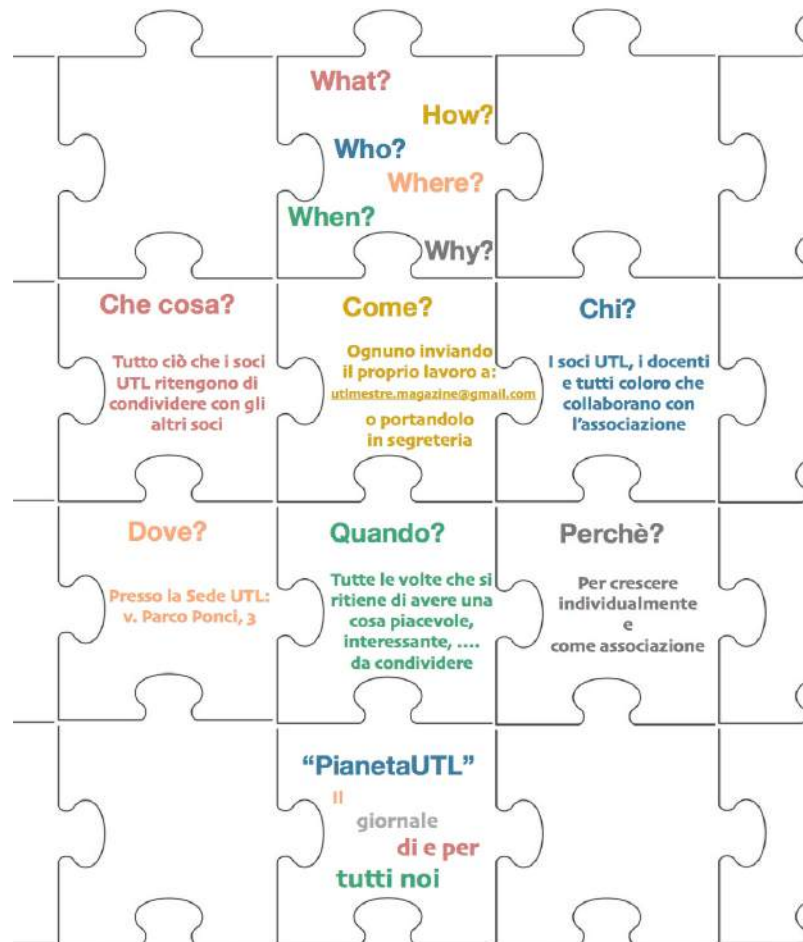 What?
How?
Who?
Where?
When?
Why?
Che cosa?
Tutto ciò che i soci
UTL ritengono di
condividere con gli
altri soci
Come?
Ognuno inviando
il proprio lavoro a:
utlmestre.magazine@gmail.com
o portandolo
in segreteria
Chi?
I soci UTL, i docenti
e tutti coloro che
collaborano con
l'associazione
Dove?
Presso la Sede UTL:
v. Parco Ponci, 3
Quando?
Tutte le volte che si
ritiene di avere una
cosa piacevole,
interessante, ....
da condividere
Perchè?
Per crescere
individualmente
e
come associazione
“PianetaUTL”
Il
giornale
di e per
tutti noi